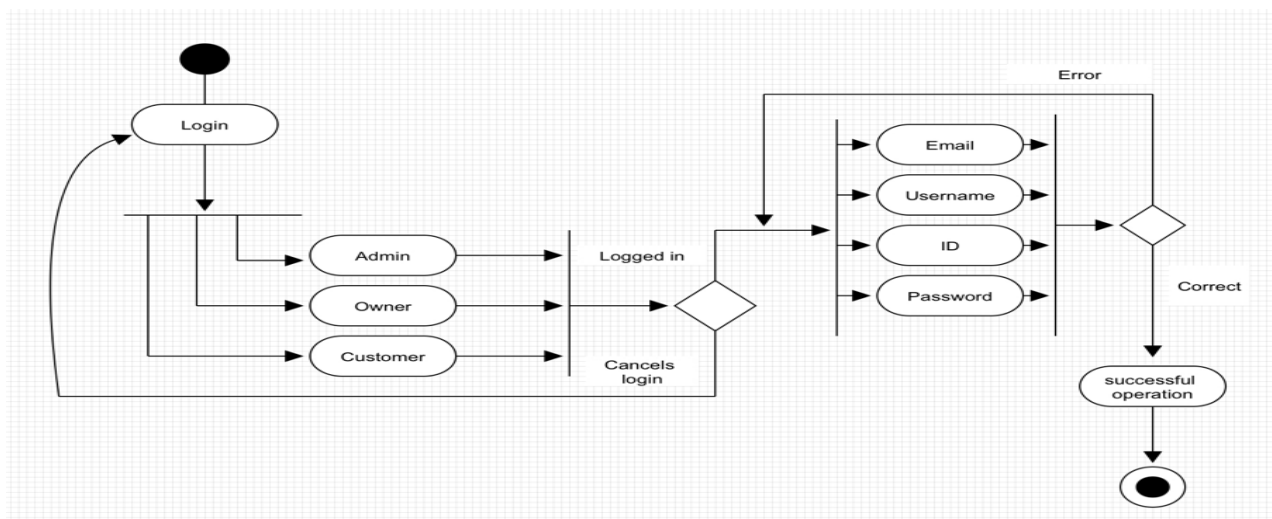 Error
Login
Email
Username
Admin
Logged in
ID
Owner
Password
Correct
Customer
Cancels
login
successful
operation